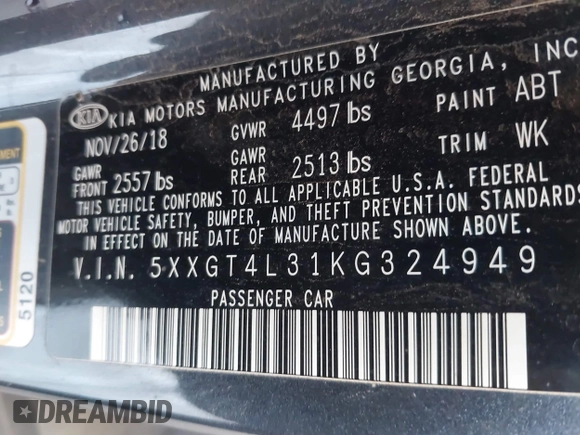 MANUFACTURED BY
KIA KIA MOTORS MANUFACTURING GEORGIA, INC
NOV/26/18 GVWR 4497 lbs PAINT ABT
GAWR FRONT 2557 lbs GAWR REAR 2513 lbs TRIM WK
THIS VEHICLE CONFORMS TO ALL APPLICABLE U.S.A. FEDERAL
MOTOR VEHICLE SAFETY, BUMPER, AND THEFT PREVENTION STANDARDS
IN EFFECT ON THE DATE OF MANUFACTURE SHOWN ABOVE.
V.I.N. 5XXGT4L31KG324949
PASSENGER CAR
5120
DREAMBID